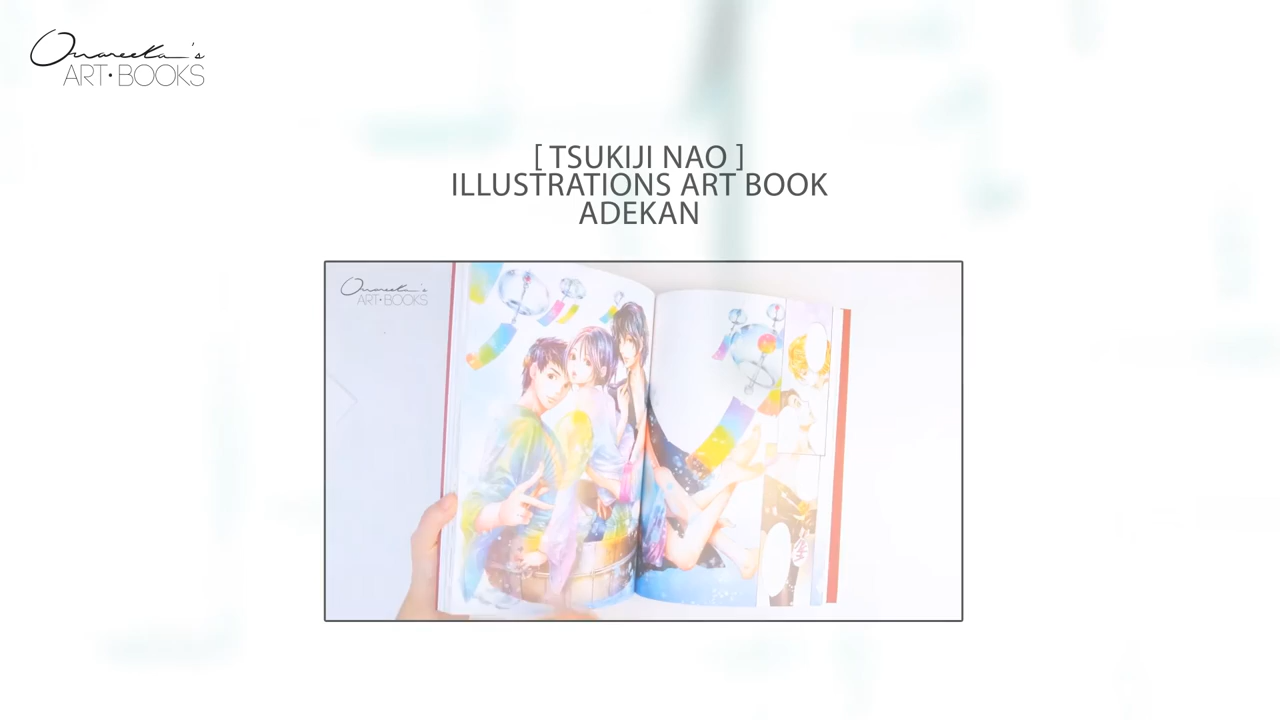 Onareeka's
ART•BOOKS
[ TSUKIJI NAO ]
ILLUSTRATIONS ART BOOK
ADEKAN
Onareeka's
ART•BOOKS